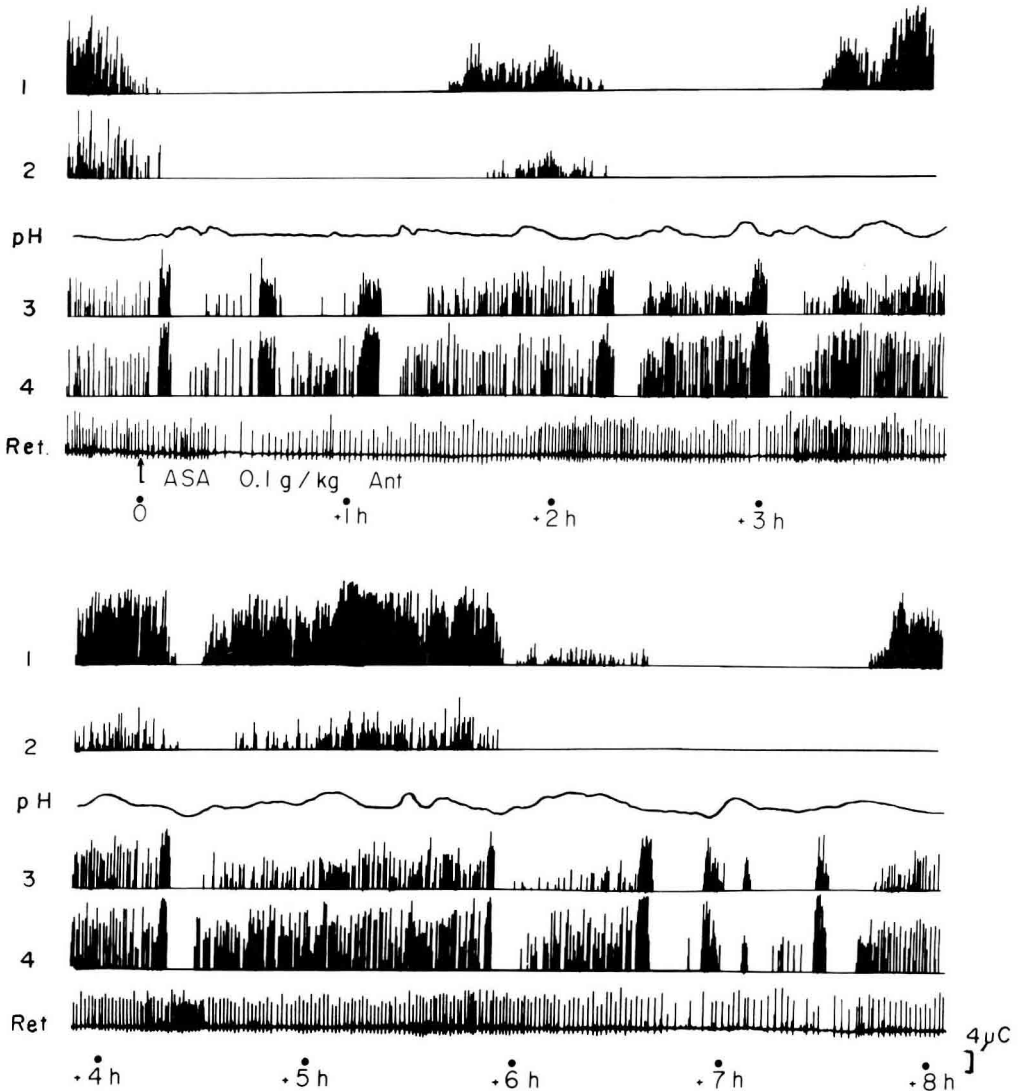 1
2
pH
3
4
Ret.
ASA 0.1 g/kg Ant
0 +1h +2h +3h
1
2
pH
3
4
Ret
4µC
+4h +5h +6h +7h +8h